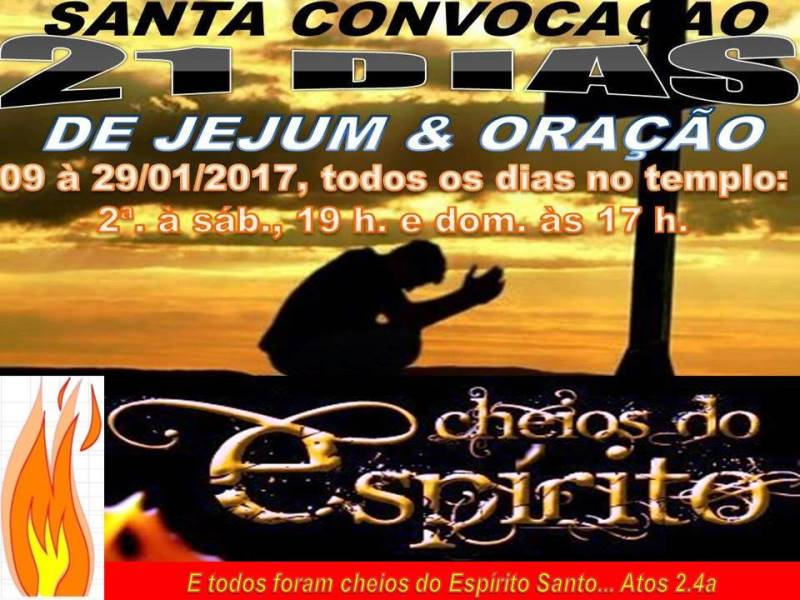 SANTA CONVOCAÇÃO
21 DIAS
DE JEJUM & ORAÇÃO
09 à 29/01/2017, todos os dias no templo:
2ª. à sáb., 19 h. e dom. às 17 h.
cheios do
Espírito
E todos foram cheios do Espírito Santo... Atos 2.4a